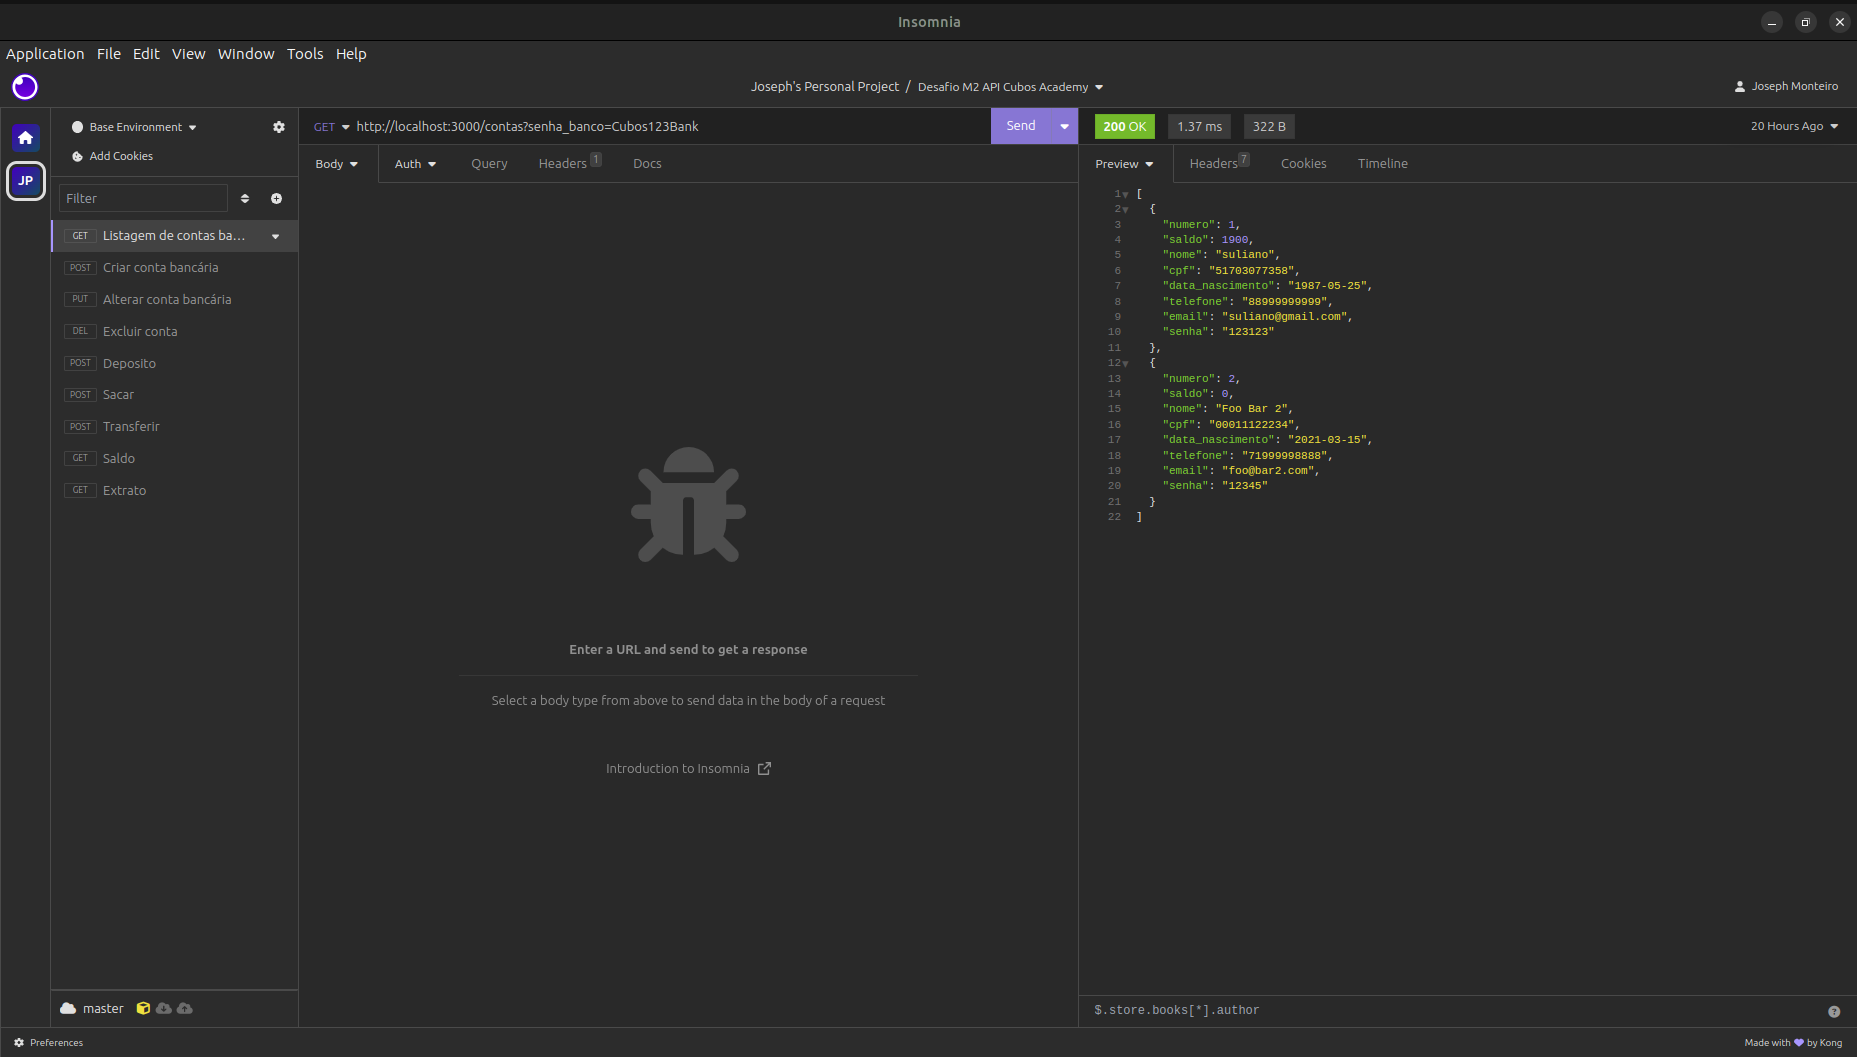 Insomnia
Application File Edit View Window Tools Help
Joseph's Personal Project / Desafio M2 API Cubos Academy
Joseph Monteiro
JP
Base Environment
Add Cookies
Filter
GET Listagem de contas ba...
POST Criar conta bancária
PUT Alterar conta bancária
DEL Excluir conta
POST Deposito
POST Sacar
POST Transferir
GET Saldo
GET Extrato
master
GET http://localhost:3000/contas?senha_banco=Cubos123Bank
Send
Body Auth Query Headers 1 Docs
Enter a URL and send to get a response
Select a body type from above to send data in the body of a request
Introduction to Insomnia
200 OK 1.37 ms 322 B 20 Hours Ago
Preview Headers 7 Cookies Timeline
1 [
2 {
3 "numero": 1,
4 "saldo": 1900,
5 "nome": "suliano",
6 "cpf": "51703077358",
7 "data_nascimento": "1987-05-25",
8 "telefone": "88999999999",
9 "email": "suliano@gmail.com",
10 "senha": "123123"
11 },
12 {
13 "numero": 2,
14 "saldo": 0,
15 "nome": "Foo Bar 2",
16 "cpf": "00011122234",
17 "data_nascimento": "2021-03-15",
18 "telefone": "71999998888",
19 "email": "foo@bar2.com",
20 "senha": "12345"
21 }
22 ]
$.store.books[*].author
?
Preferences
Made with 💜 by Kong